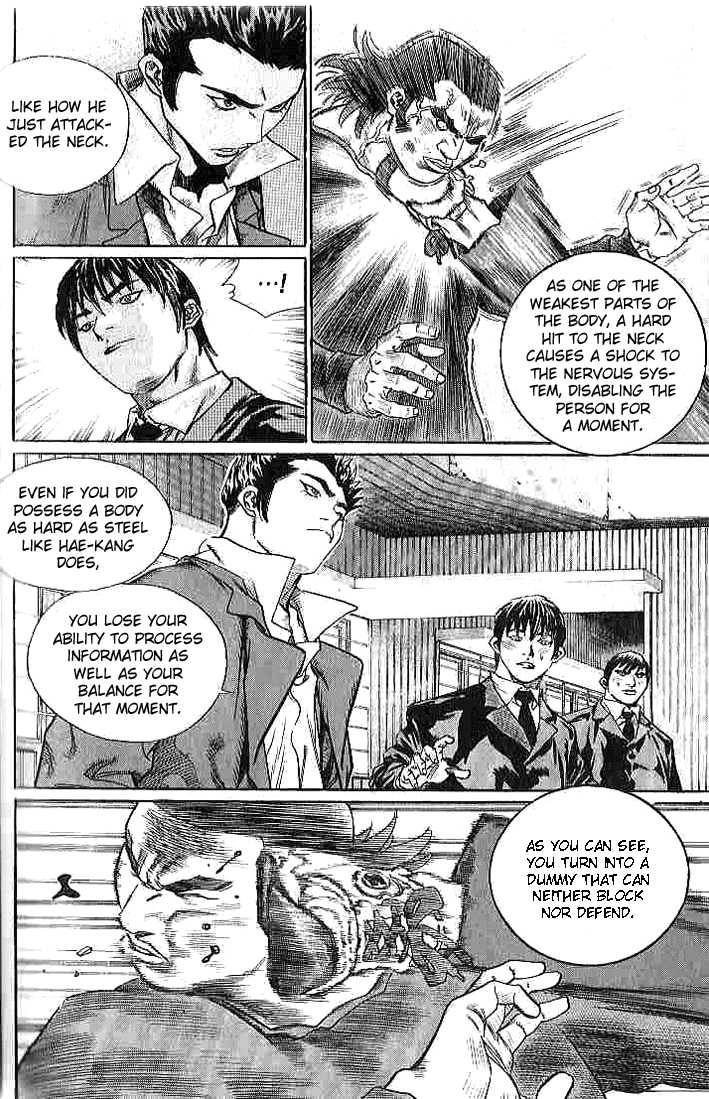 LIKE HOW HE
JUST ATTACK-
ED THE NECK.
AS ONE OF THE
WEAKEST PARTS OF
THE BODY, A HARD
HIT TO THE NECK
CAUSES A SHOCK TO
THE NERVOUS SYS-
TEM, DISABLING THE
PERSON FOR
A MOMENT.
...!
EVEN IF YOU DID
POSSESS A BODY
AS HARD AS STEEL
LIKE HAE-KANG
DOES,
YOU LOSE YOUR
ABILITY TO PROCESS
INFORMATION AS
WELL AS YOUR
BALANCE FOR
THAT MOMENT.
AS YOU CAN SEE,
YOU TURN INTO A
DUMMY THAT CAN
NEITHER BLOCK
NOR DEFEND.